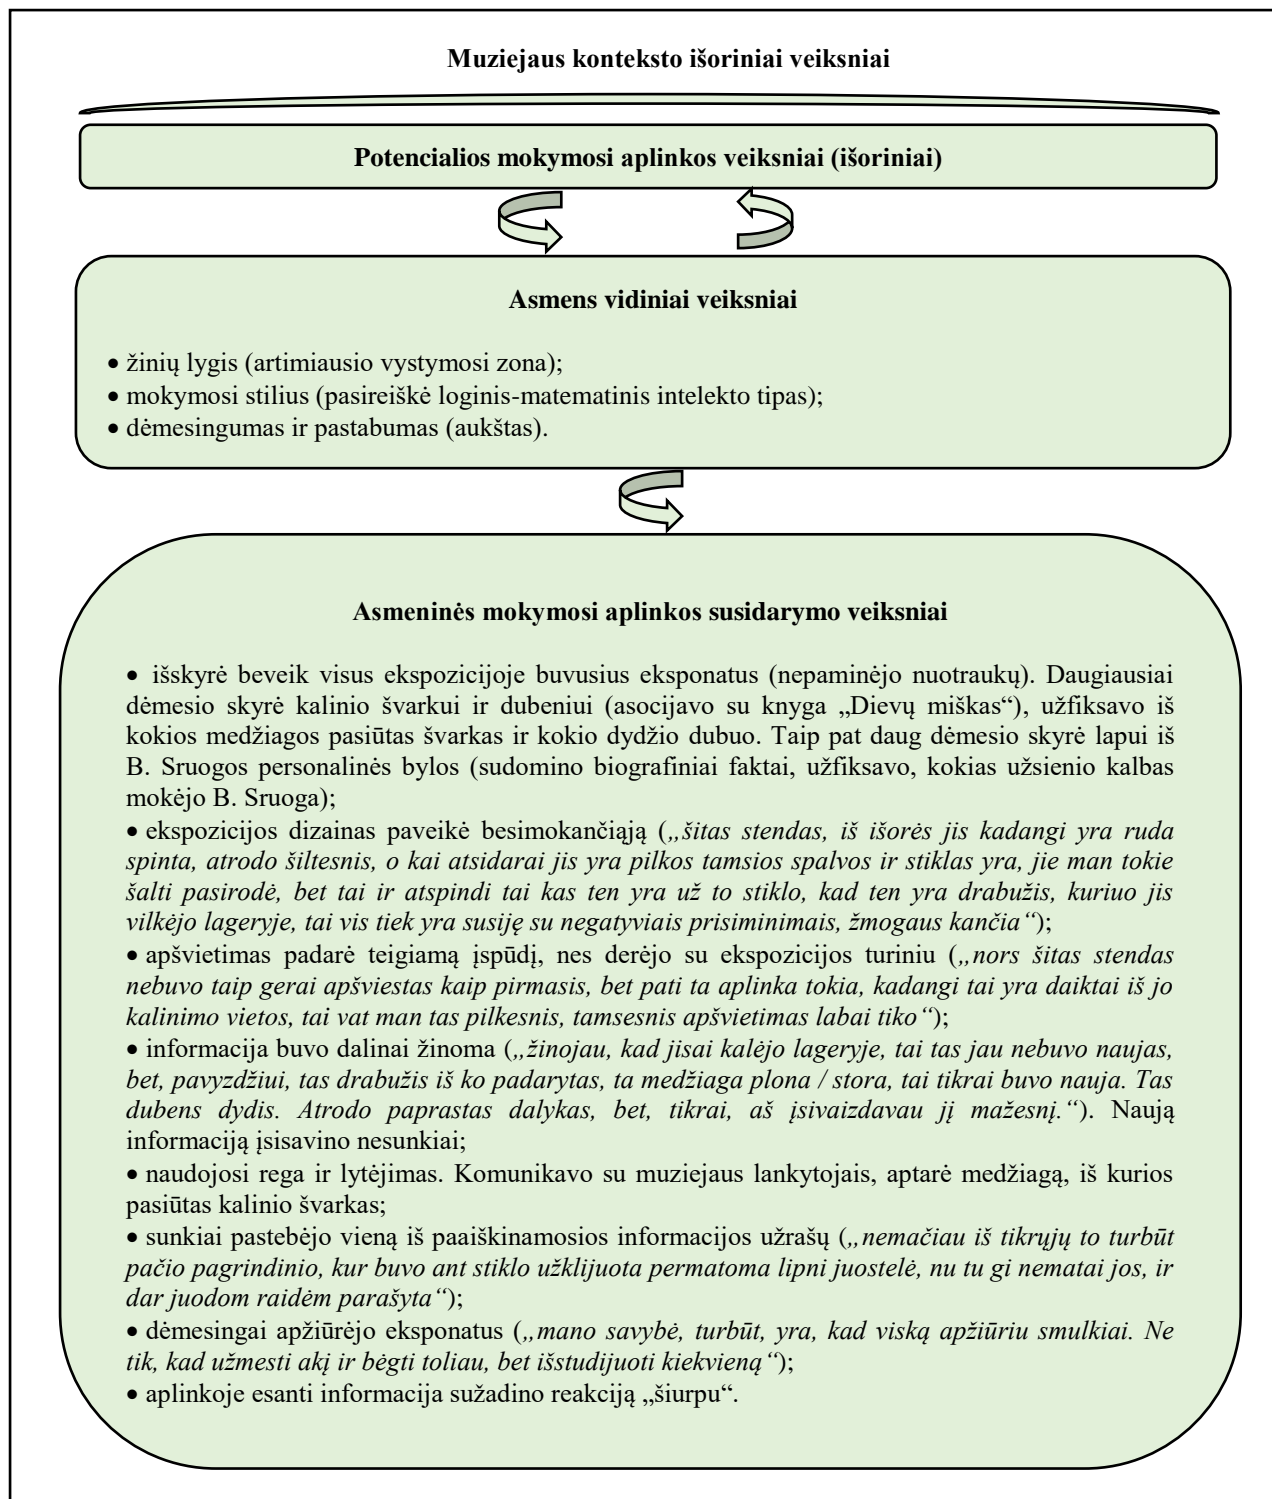 Muziejaus konteksto išoriniai veiksniai
Potencialios mokymosi aplinkos veiksniai (išoriniai)
Asmens vidiniai veiksniai
• žinių lygis (artimiausio vystymosi zona);
• mokymosi stilius (pasireiškė loginis-matematinis intelekto tipas);
• dėmesingumas ir pastabumas (aukštas).
Asmeninės mokymosi aplinkos susidarymo veiksniai
• išskyrė beveik visus ekspozicijoje buvusius eksponatus (nepaminėjo nuotraukų). Daugiausiai
dėmesio skyrė kalinio švarkui ir dubeniui (asocijavo su knyga „Dievų miškas“), užfiksavo iš
kokios medžiagos pasiūtas švarkas ir kokio dydžio dubuo. Taip pat daug dėmesio skyrė lapui iš
B. Sruogos personalinės bylos (sudomino biografiniai faktai, užfiksavo, kokias užsienio kalbas
mokėjo B. Sruoga);
• ekspozicijos dizainas paveikė besimokančiąją („šitas stendas, iš išorės jis kadangi yra ruda
spinta, atrodo šiltesnis, o kai atsidarai jis yra pilkos tamsios spalvos ir stiklas yra, jie man tokie
šalti pasirodė, bet tai ir atspindi tai kas ten yra už to stiklo, kad ten yra drabužis, kuriuo jis
vilkėjo lageryje, tai vis tiek yra susiję su negatyviais prisiminimais, žmogaus kančia“);
• apšvietimas padarė teigiamą įspūdį, nes derėjo su ekspozicijos turiniu („nors šitas stendas
nebuvo taip gerai apšviestas kaip pirmasis, bet pati ta aplinka tokia, kadangi tai yra daiktai iš jo
kalinimo vietos, tai vat man tas pilkesnis, tamsesnis apšvietimas labai tiko“);
• informacija buvo dalinai žinoma („žinojau, kad jisai kalėjo lageryje, tai tas jau nebuvo naujas,
bet, pavyzdžiui, tas drabužis iš ko padarytas, ta medžiaga plona / stora, tai tikrai buvo nauja. Tas
dubens dydis. Atrodo paprastas dalykas, bet, tikrai, aš įsivaizdavau jį mažesnį.“). Naują
informaciją įsisavino nesunkiai;
• naudojosi rega ir lytėjimas. Komunikavo su muziejaus lankytojais, aptarė medžiagą, iš kurios
pasiūtas kalinio švarkas;
• sunkiai pastebėjo vieną iš paaiškinamosios informacijos užrašų („nemačiau iš tikrųjų to turbūt
pačio pagrindinio, kur buvo ant stiklo užklijuota permatoma lipni juostelė, nu tu gi nematai jos, ir
dar juodom raidėm parašyta“);
• dėmesingai apžiūrėjo eksponatus („mano savybė, turbūt, yra, kad viską apžiūriu smulkiai. Ne
tik, kad užmesti akį ir bėgti toliau, bet išstudijuoti kiekvieną“);
• aplinkoje esanti informacija sužadino reakciją „šiurpu“.